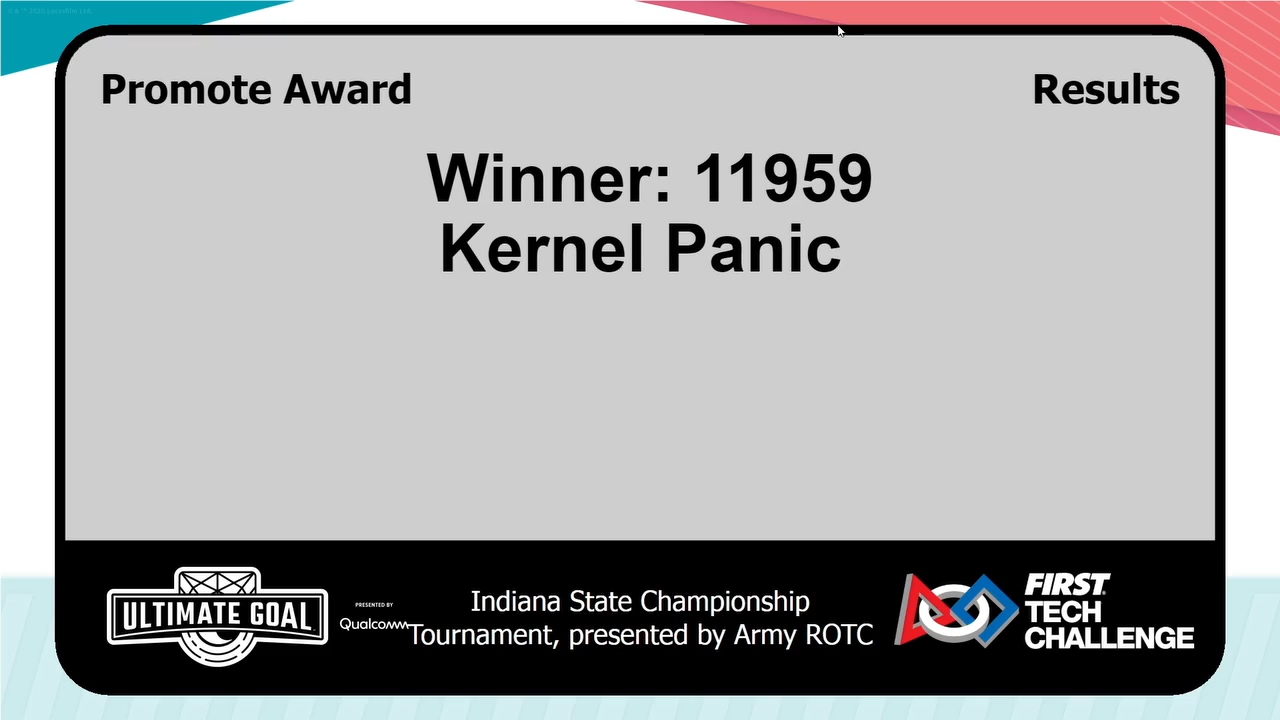 Promote Award
Results
Winner: 11959
Kernel Panic
ULTIMATE GOAL
PRESENTED BY
Qualcomm
Indiana State Championship
Tournament, presented by Army ROTC
FIRST
TECH
CHALLENGE